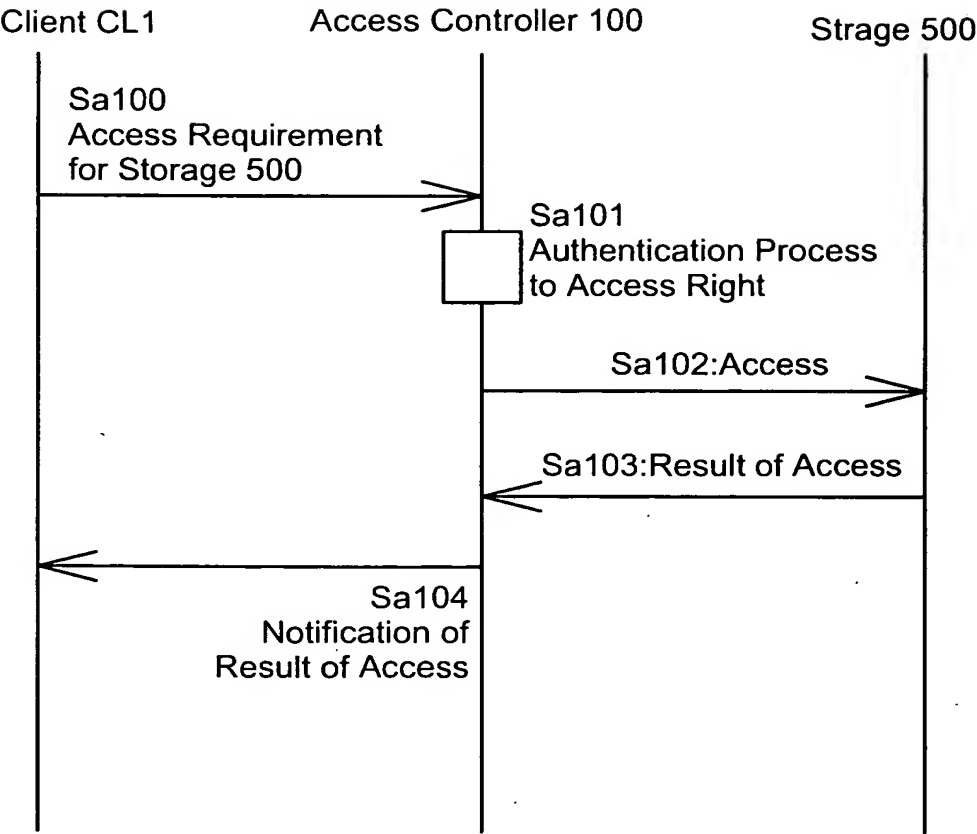 Client CL1
Access Controller 100
Strage 500
Sa100
Access Requirement
for Storage 500
Sa101
Authentication Process
to Access Right
Sa102:Access
Sa103:Result of Access
Sa104
Notification of
Result of Access